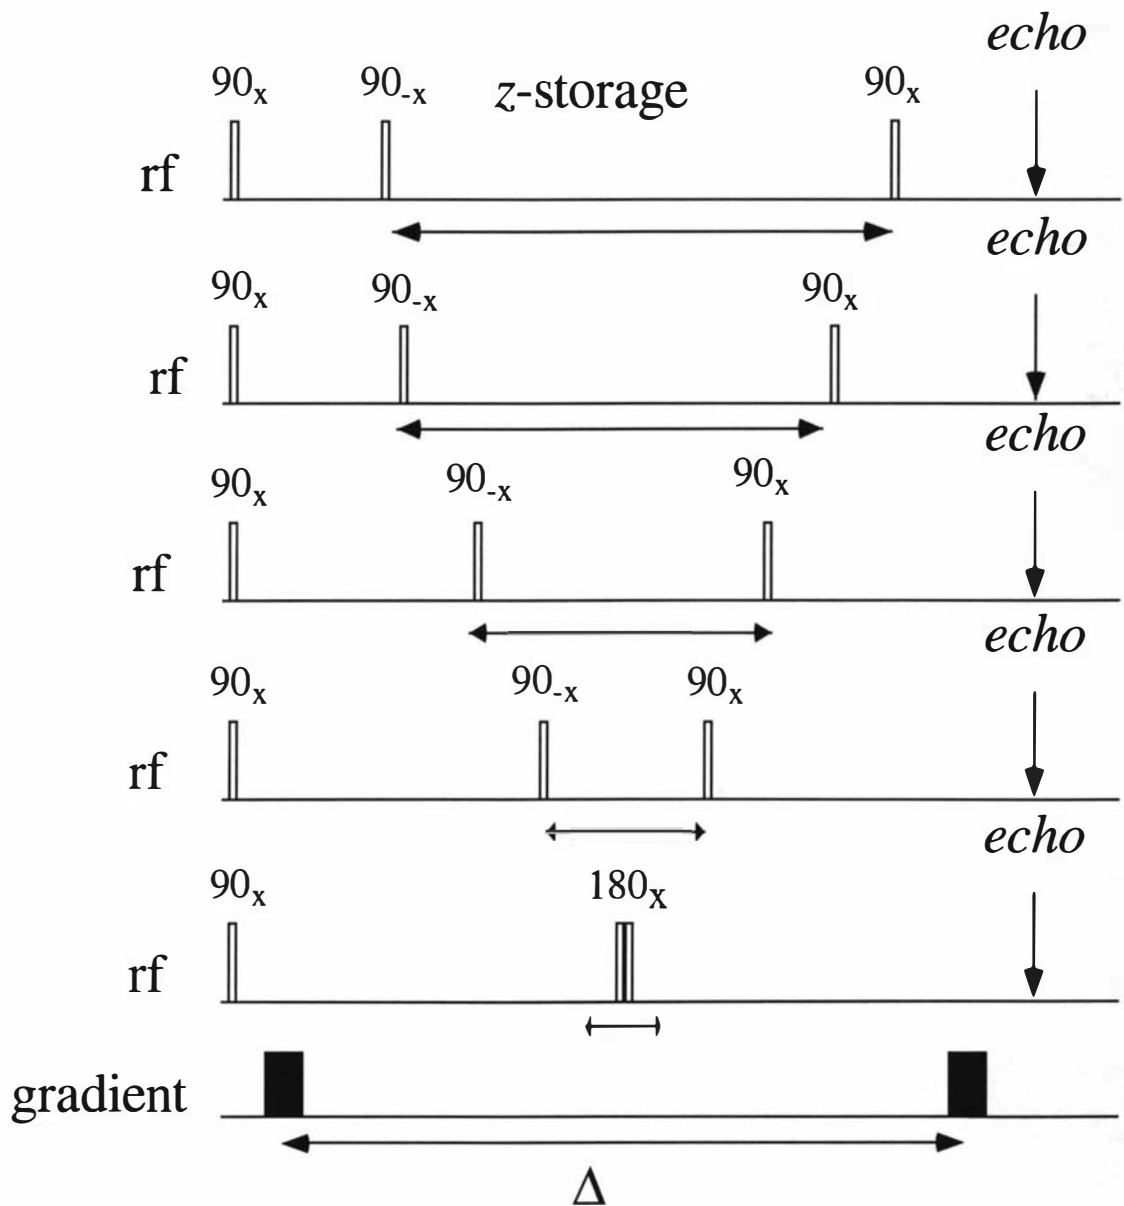 echo
90x 90-x z-storage 90x
rf
echo
90x 90-x 90x
rf
echo
90x 90-x 90x
rf
echo
90x 90-x 90x
rf
echo
90x 180x
rf
gradient
Δ